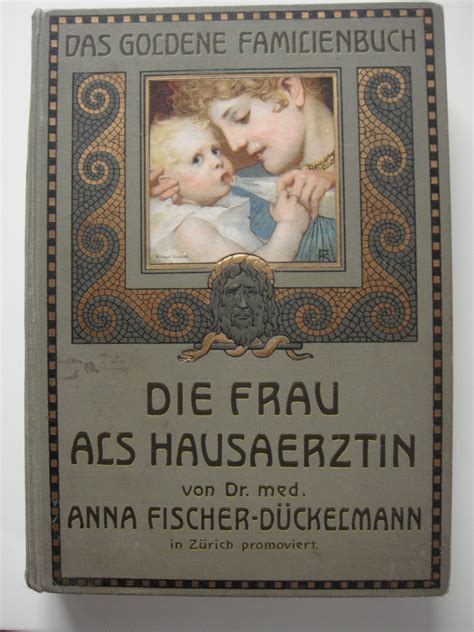 DAS GOLDENE FAMILIENBUCH
DIE FRAU
ALS HAUSAERZTIN
von Dr. med.
ANNA FISCHER-DÜCKELMANN
in Zürich promoviert.